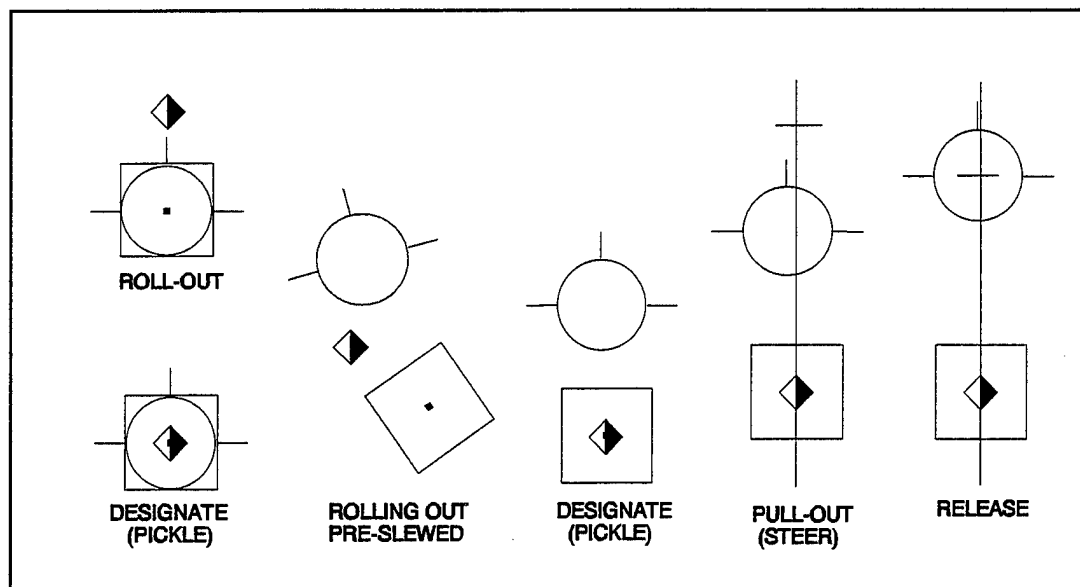 ROLL-OUT
DESIGNATE
(PICKLE)
ROLLING OUT
PRE-SLEWED
DESIGNATE
(PICKLE)
PULL-OUT
(STEER)
RELEASE